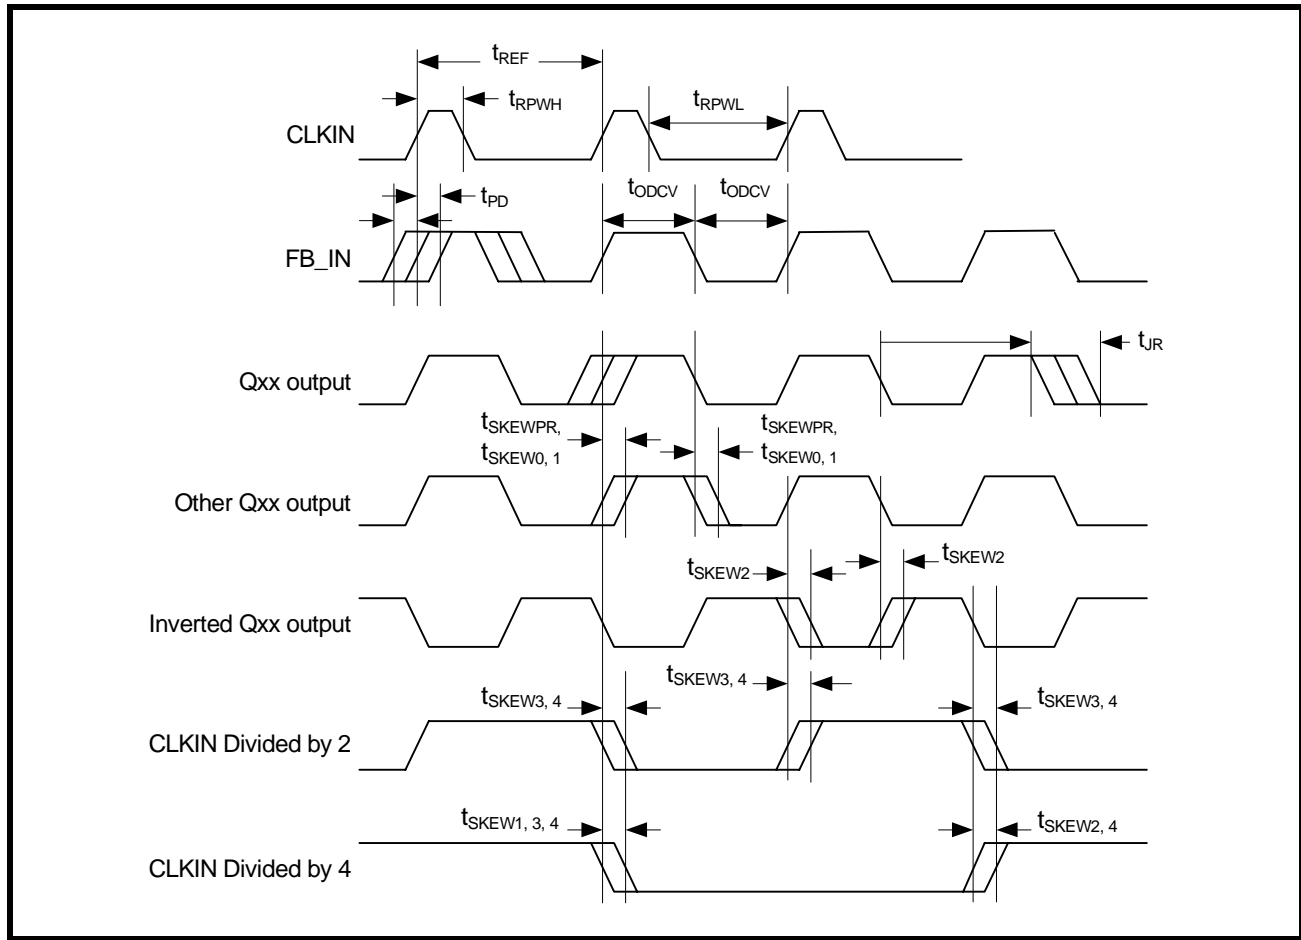 tREF
tRPWH
tRPWL
CLKIN
tPD
tODCV
tODCV
FB_IN
tJR
Qxx output
tSKEWPR,
tSKEW0, 1
tSKEWPR,
tSKEW0, 1
Other Qxx output
tSKEW2
tSKEW2
Inverted Qxx output
tSKEW3, 4
tSKEW3, 4
tSKEW3, 4
CLKIN Divided by 2
tSKEW1, 3, 4
tSKEW2, 4
CLKIN Divided by 4